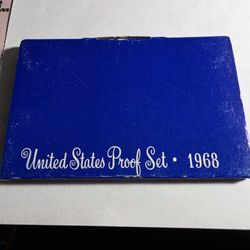 United States Proof Set • 1968